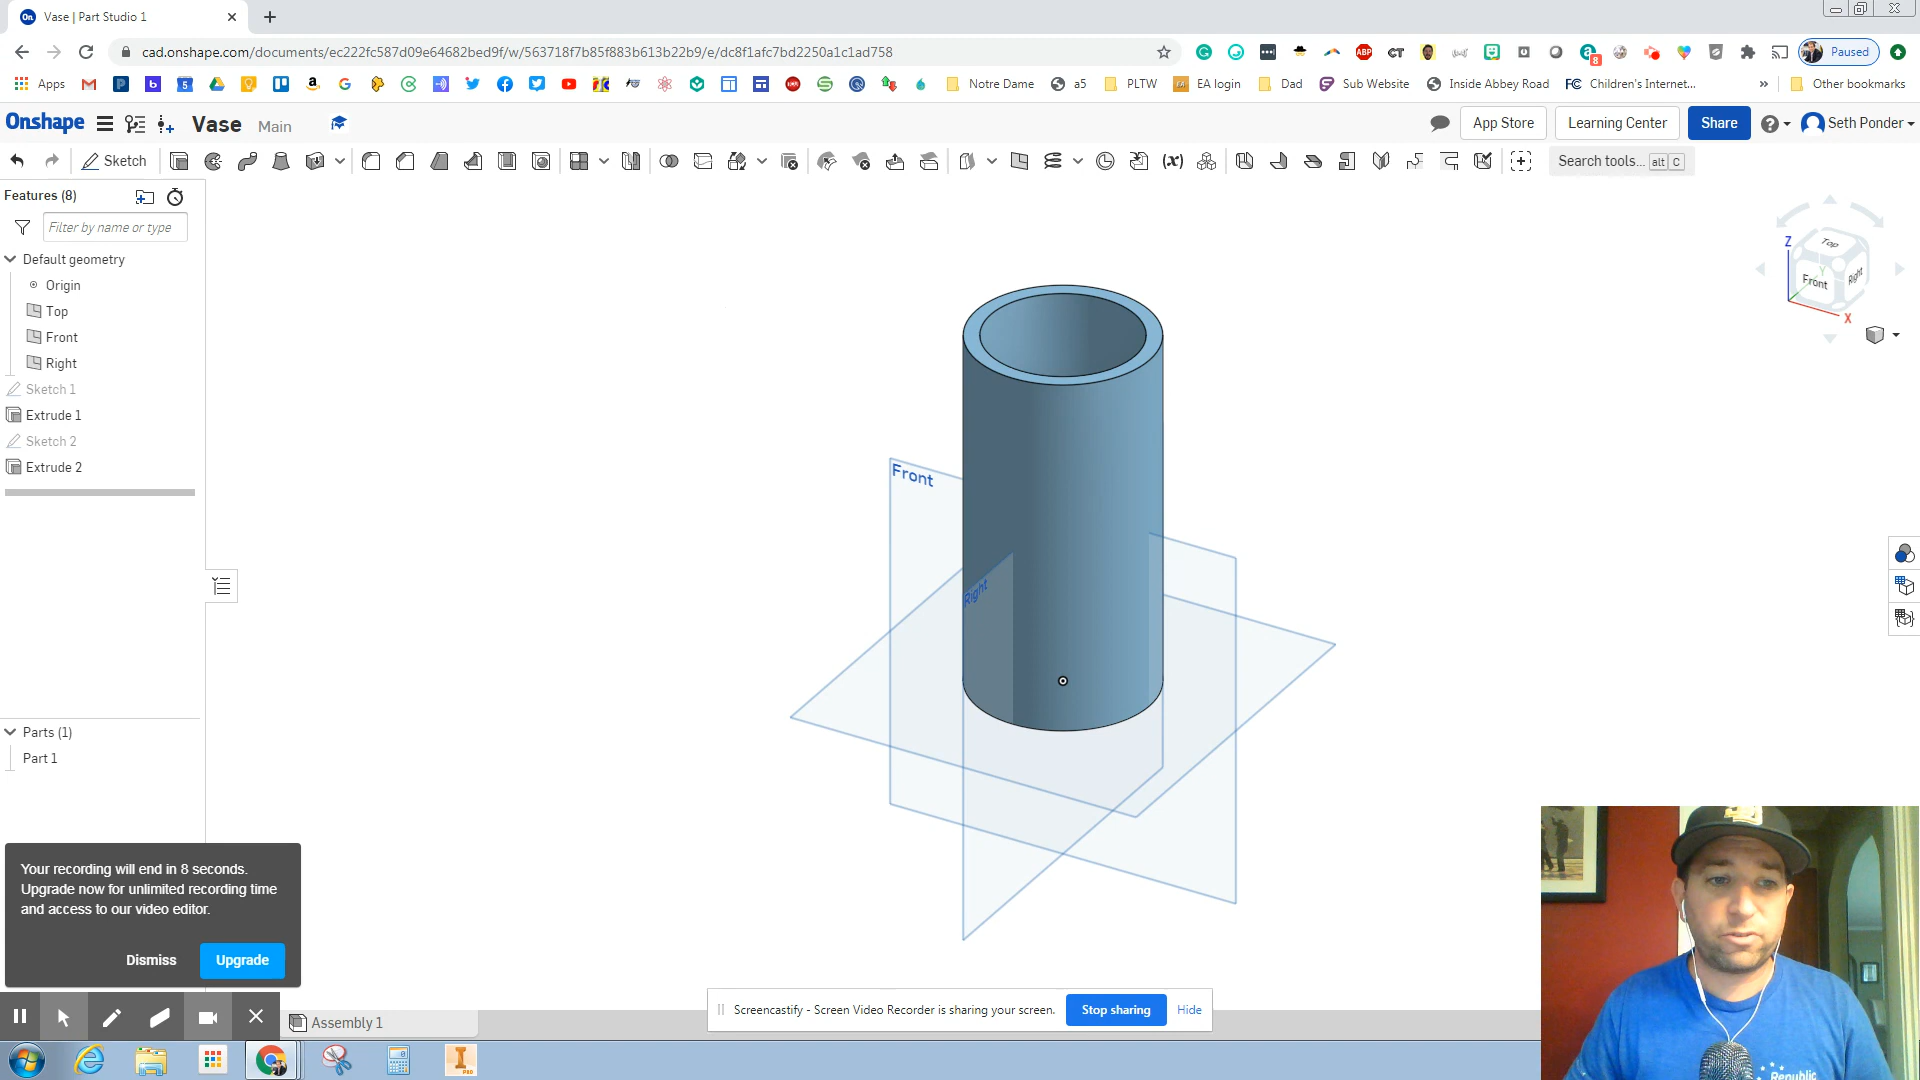 Vase | Part Studio 1
cad.onshape.com/documents/ec222fc587d09e64682bed9f/w/563718f7b85f883b613b22b9/e/dc8f1afc7bd2250a1c1ad758
Paused
Apps
Notre Dame
a5
PLTW
EA login
Dad
Sub Website
Inside Abbey Road
Children's Internet...
Other bookmarks
Onshape
Vase
Main
App Store
Learning Center
Share
Seth Ponder
Sketch
Search tools... alt C
Features (8)
Filter by name or type
Default geometry
Origin
Top
Front
Right
Sketch 1
Extrude 1
Sketch 2
Extrude 2
Front
Right
Z
Top
Front
Right
Y
X
Parts (1)
Part 1
Your recording will end in 8 seconds.
Upgrade now for unlimited recording time
and access to our video editor.
Dismiss
Upgrade
Assembly 1
Screencastify - Screen Video Recorder is sharing your screen.
Stop sharing
Hide
Republic